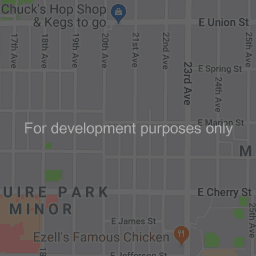 Chuck's Hop Shop
& Kegs to go
E Union St
17th Ave
18th Ave
19th Ave
20th Ave
21st Ave
22nd Ave
23rd Ave
24th Ave
25th Ave
E Spring St
E Marion St
For development purposes only
M
UIRE PARK
MINOR
E Cherry St
E James St
Ezell's Famous Chicken
E Jefferson St
25th Ave